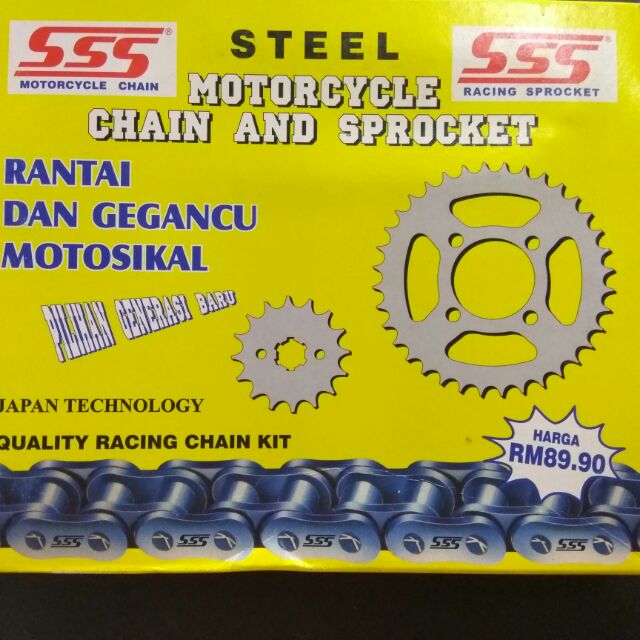 SSS®
MOTORCYCLE CHAIN
STEEL
SSS®
RACING SPROCKET
MOTORCYCLE
CHAIN AND SPROCKET
RANTAI
DAN GEGANCU
MOTOSIKAL
PILIHAN GENERASI BARU
JAPAN TECHNOLOGY
QUALITY RACING CHAIN KIT
HARGA
RM89.90
SSS SSS SSS SSS